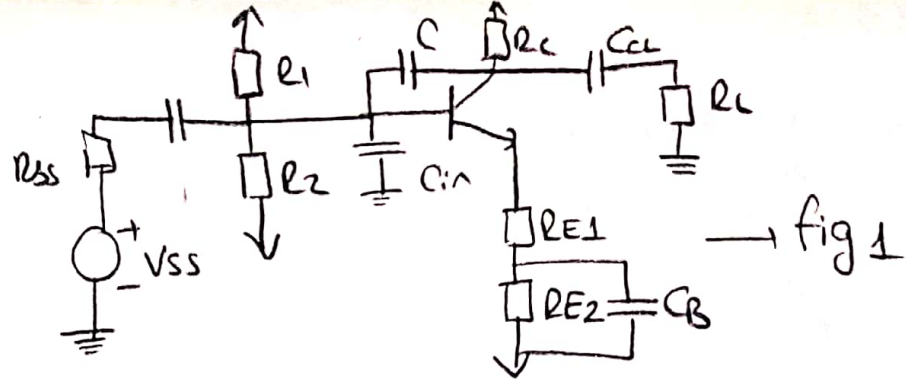 R1
C
Rc
CCL
RL
RSS
R2
Cin
+
VSS
-
RE1
→ fig 1
RE2
CB